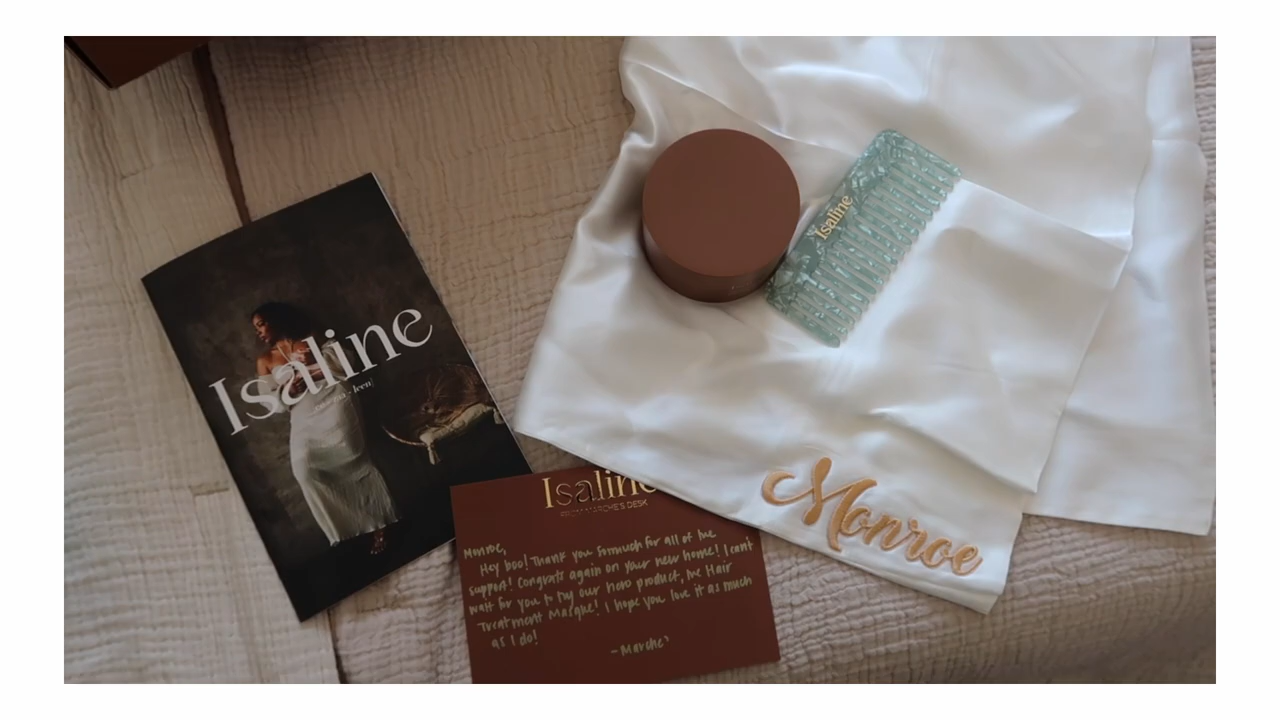 Isaline
Isaline
Monroe
Isaline
FROM MARCHE'S DESK
Monroe,
Hey boo! Thank you somuch for all of the
support! Congrats again on your new home! I can't
wait for you to try our hero product, the Hair
Treatment Masque! I hope you love it as much
as I do!
-Marche'